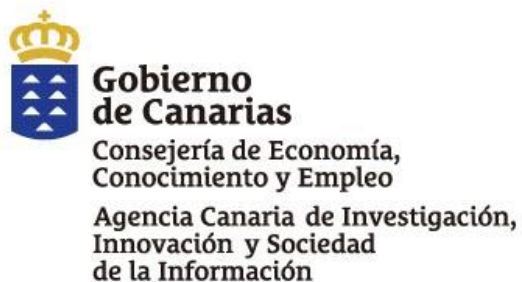 Gobierno
de Canarias
Consejería de Economía,
Conocimiento y Empleo
Agencia Canaria de Investigación,
Innovación y Sociedad
de la Información